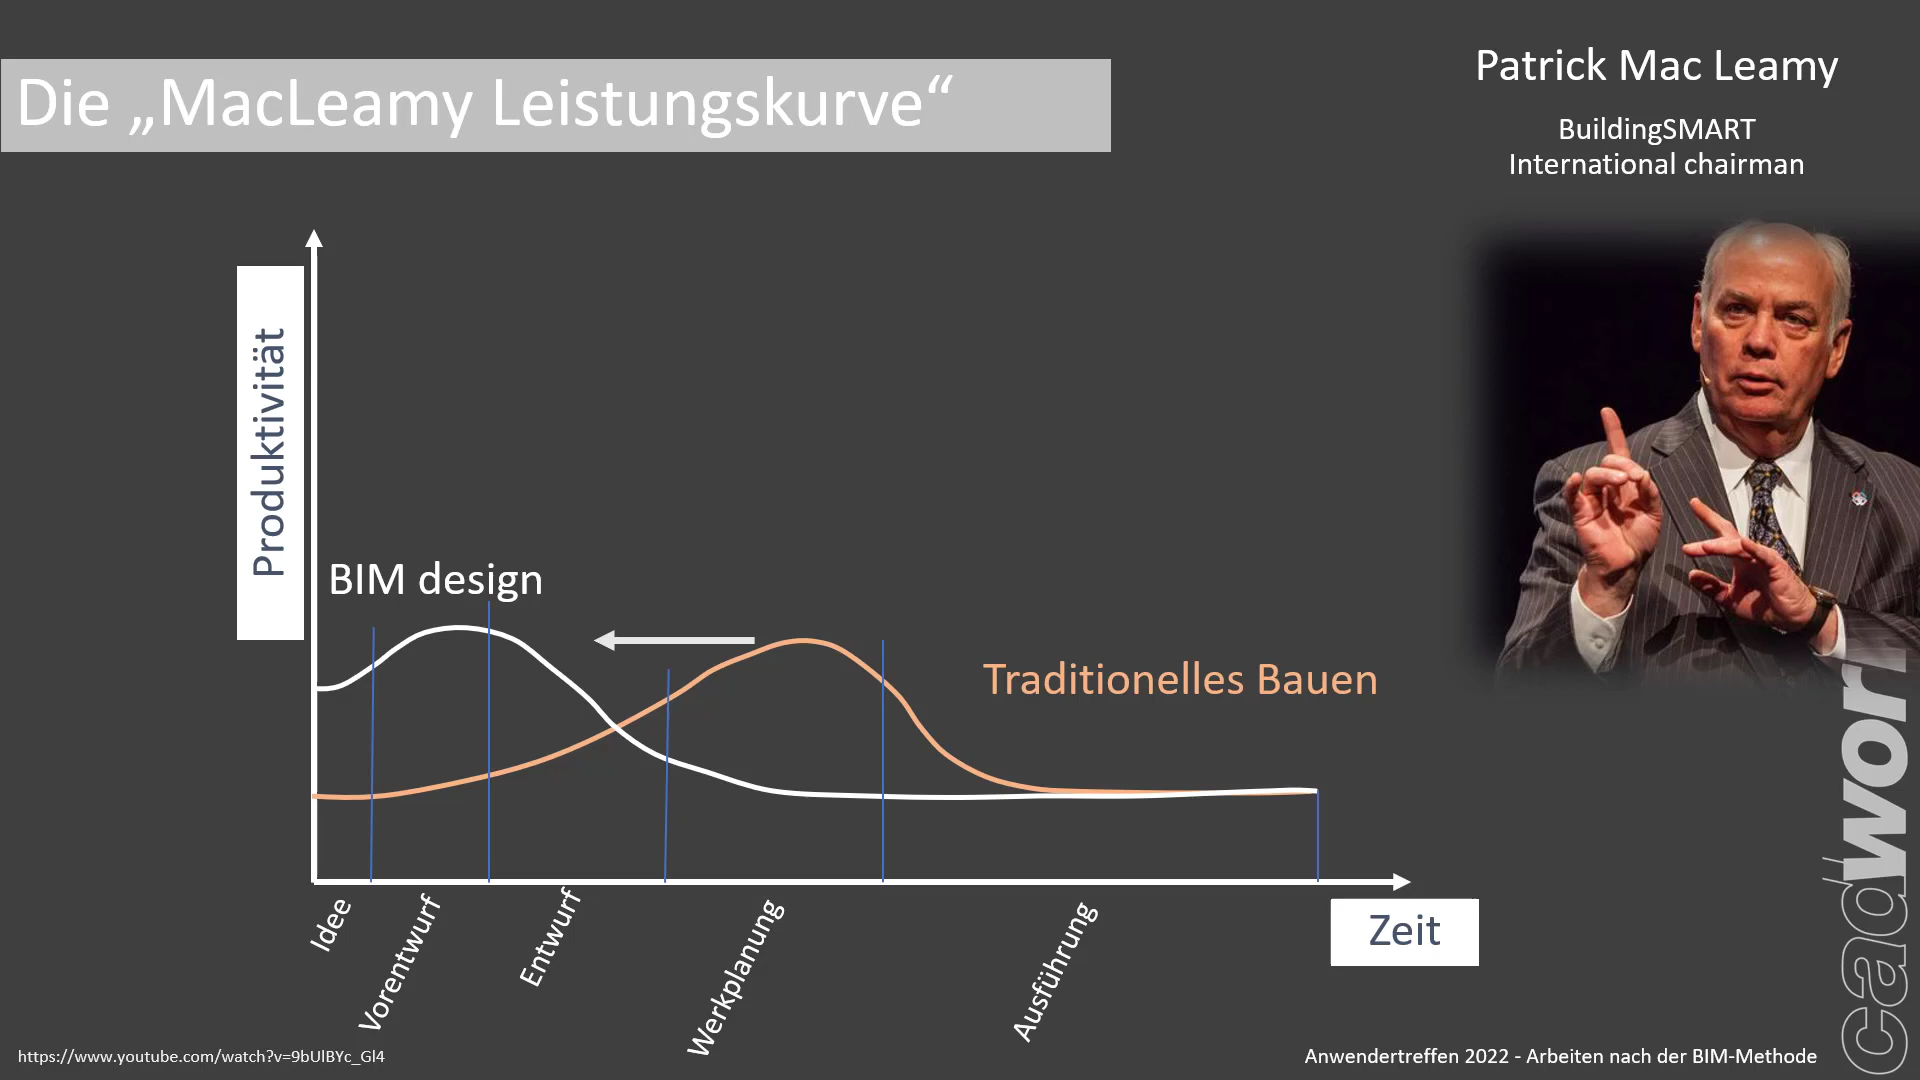 Die „MacLeamy Leistungskurve“
Patrick Mac Leamy
BuildingSMART
International chairman
Produktivität
BIM design
Traditionelles Bauen
Idee
Vorentwurf
Entwurf
Werkplanung
Ausführung
Zeit
https://www.youtube.com/watch?v=9bUlBYc_Gl4
Anwendertreffen 2022 - Arbeiten nach der BIM-Methode
cadwork